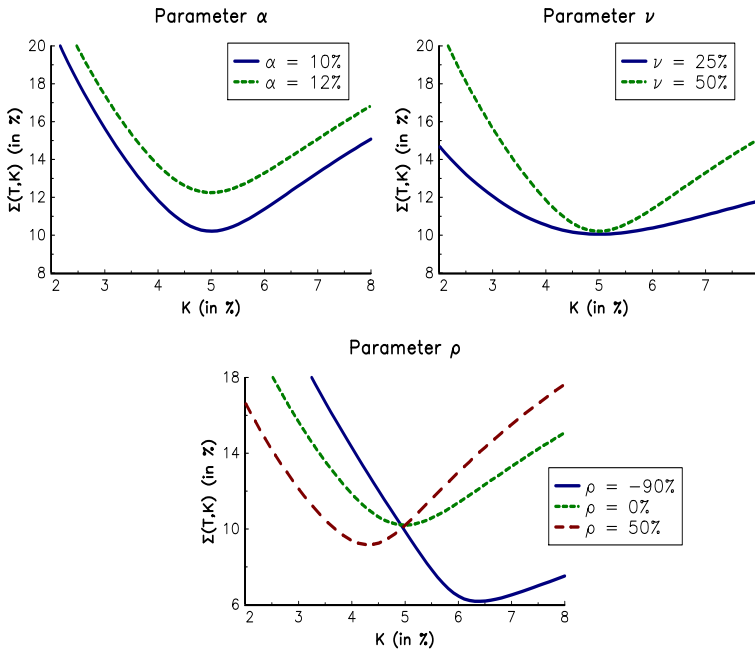 Parameter α
Σ(T,K) (in %)
20
18
16
14
12
10
8
α = 10%
α = 12%
2 3 4 5 6 7 8
K (in %)
Parameter ν
Σ(T,K) (in %)
20
18
16
14
12
10
8
ν = 25%
ν = 50%
2 3 4 5 6 7
K (in %)
Parameter ρ
Σ(T,K) (in %)
18
14
10
6
ρ = −90%
ρ = 0%
ρ = 50%
2 3 4 5 6 7 8
K (in %)